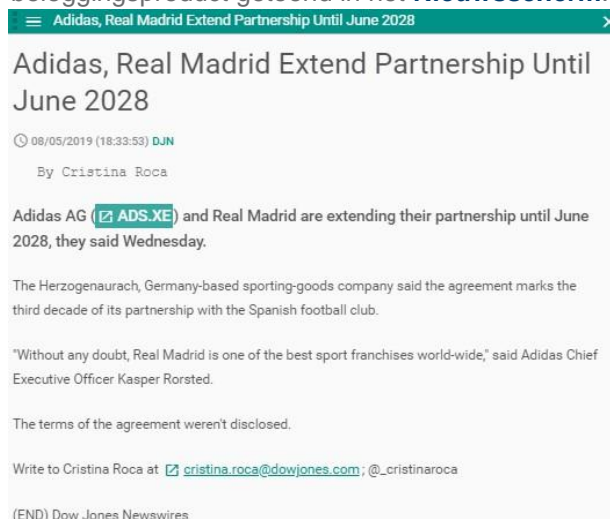 beleggingsproduct getoond in het
Adidas, Real Madrid Extend Partnership Until June 2028
Adidas, Real Madrid Extend Partnership Until
June 2028
08/05/2019 (18:33:53) DJN
By Cristina Roca
Adidas AG (ADS.XE) and Real Madrid are extending their partnership until June
2028, they said Wednesday.
The Herzogenaurach, Germany-based sporting-goods company said the agreement marks the
third decade of its partnership with the Spanish football club.
"Without any doubt, Real Madrid is one of the best sport franchises world-wide," said Adidas Chief
Executive Officer Kasper Rorsted.
The terms of the agreement weren't disclosed.
Write to Cristina Roca at cristina.roca@dowjones.com; @_cristinaroca
(END) Dow Jones Newswires